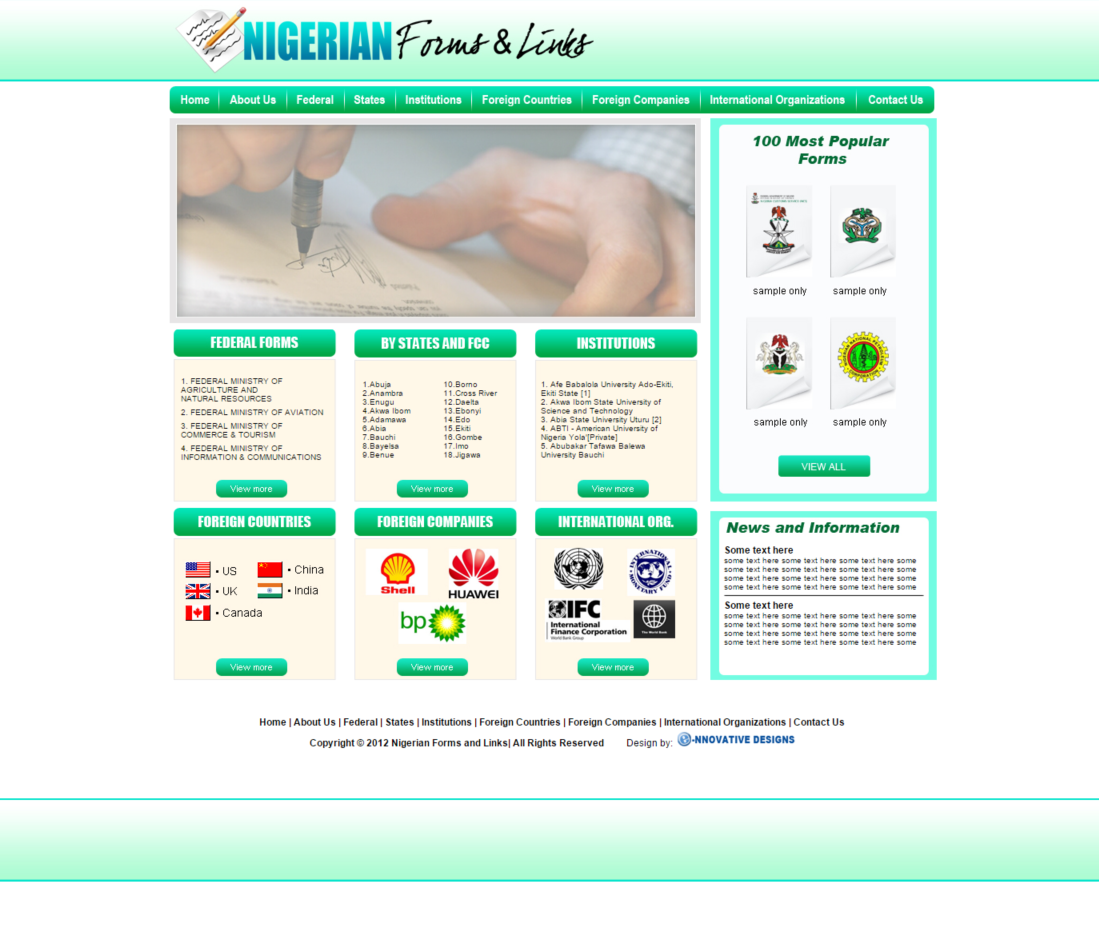 NIGERIAN Forms & Links
Home
About Us
Federal
States
Institutions
Foreign Countries
Foreign Companies
International Organizations
Contact Us
100 Most Popular
Forms
sample only
sample only
sample only
sample only
VIEW ALL
FEDERAL FORMS
1. FEDERAL MINISTRY OF
AGRICULTURE AND
NATURAL RESOURCES
2. FEDERAL MINISTRY OF AVIATION
3. FEDERAL MINISTRY OF
COMMERCE & TOURISM
4. FEDERAL MINISTRY OF
INFORMATION & COMMUNICATIONS
View more
BY STATES AND FCC
1.Abuja
2.Anambra
3.Enugu
4.Akwa Ibom
5.Adamawa
6.Abia
7.Bauchi
8.Bayelsa
9.Benue
10.Borno
11.Cross River
12.Daelta
13.Ebonyi
14.Edo
15.Ekiti
16.Gombe
17.Imo
18.Jigawa
View more
INSTITUTIONS
1. Afe Babalola University Ado-Ekiti,
Ekiti State [1]
2. Akwa Ibom State University of
Science and Technology
3. Abia State University Uturu [2]
4. ABTI - American University of
Nigeria Yola'[Private]
5. Abubakar Tafawa Balewa
University Bauchi
View more
FOREIGN COUNTRIES
• US
• China
• UK
• India
• Canada
View more
FOREIGN COMPANIES
Shell
HUAWEI
bp
View more
INTERNATIONAL ORG.
INTERNATIONAL
MONETARY FUND
IFC
International
Finance Corporation
World Bank Group
The World Bank
View more
News and Information
Some text here
some text here some text here some text here some
some text here some text here some text here some
some text here some text here some text here some
some text here some text here some text here some
Some text here
some text here some text here some text here some
some text here some text here some text here some
some text here some text here some text here some
some text here some text here some text here some
Home | About Us | Federal | States | Institutions | Foreign Countries | Foreign Companies | International Organizations | Contact Us
Copyright © 2012 Nigerian Forms and Links| All Rights Reserved Design by: -NNOVATIVE DESIGNS